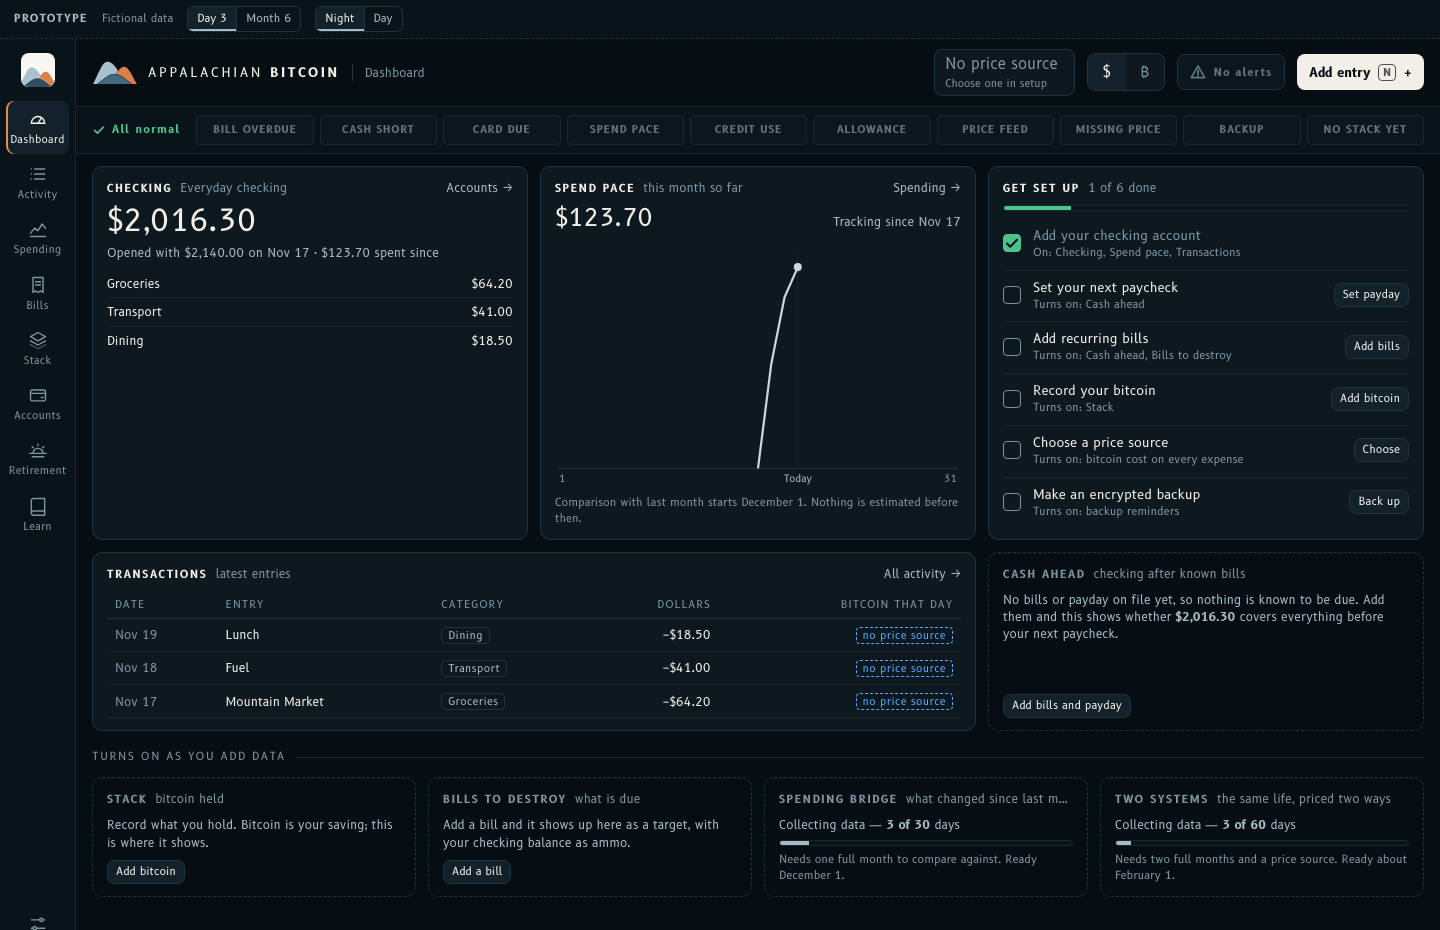 PROTOTYPE Fictional data Day 3 Month 6 Night Day
APPALACHIAN BITCOIN Dashboard
No price source
Choose one in setup
$ ₿
No alerts
Add entry N +
All normal BILL OVERDUE CASH SHORT CARD DUE SPEND PACE CREDIT USE ALLOWANCE PRICE FEED MISSING PRICE BACKUP NO STACK YET
Dashboard
Activity
Spending
Bills
Stack
Accounts
Retirement
Learn
CHECKING Everyday checking Accounts →
$2,016.30
Opened with $2,140.00 on Nov 17 · $123.70 spent since
Groceries $64.20
Transport $41.00
Dining $18.50
SPEND PACE this month so far Spending →
$123.70 Tracking since Nov 17
1 Today 31
Comparison with last month starts December 1. Nothing is estimated before
then.
GET SET UP 1 of 6 done
Add your checking account
On: Checking, Spend pace, Transactions
Set your next paycheck
Turns on: Cash ahead
Set payday
Add recurring bills
Turns on: Cash ahead, Bills to destroy
Add bills
Record your bitcoin
Turns on: Stack
Add bitcoin
Choose a price source
Turns on: bitcoin cost on every expense
Choose
Make an encrypted backup
Turns on: backup reminders
Back up
TRANSACTIONS latest entries All activity →
DATE ENTRY CATEGORY DOLLARS BITCOIN THAT DAY
Nov 19 Lunch Dining −$18.50 no price source
Nov 18 Fuel Transport −$41.00 no price source
Nov 17 Mountain Market Groceries −$64.20 no price source
CASH AHEAD checking after known bills
No bills or payday on file yet, so nothing is known to be due. Add
them and this shows whether $2,016.30 covers everything before
your next paycheck.
Add bills and payday
TURNS ON AS YOU ADD DATA
STACK bitcoin held
Record what you hold. Bitcoin is your saving; this
is where it shows.
Add bitcoin
BILLS TO DESTROY what is due
Add a bill and it shows up here as a target, with
your checking balance as ammo.
Add a bill
SPENDING BRIDGE what changed since last m…
Collecting data — 3 of 30 days
Needs one full month to compare against. Ready
December 1.
TWO SYSTEMS the same life, priced two ways
Collecting data — 3 of 60 days
Needs two full months and a price source. Ready about
February 1.